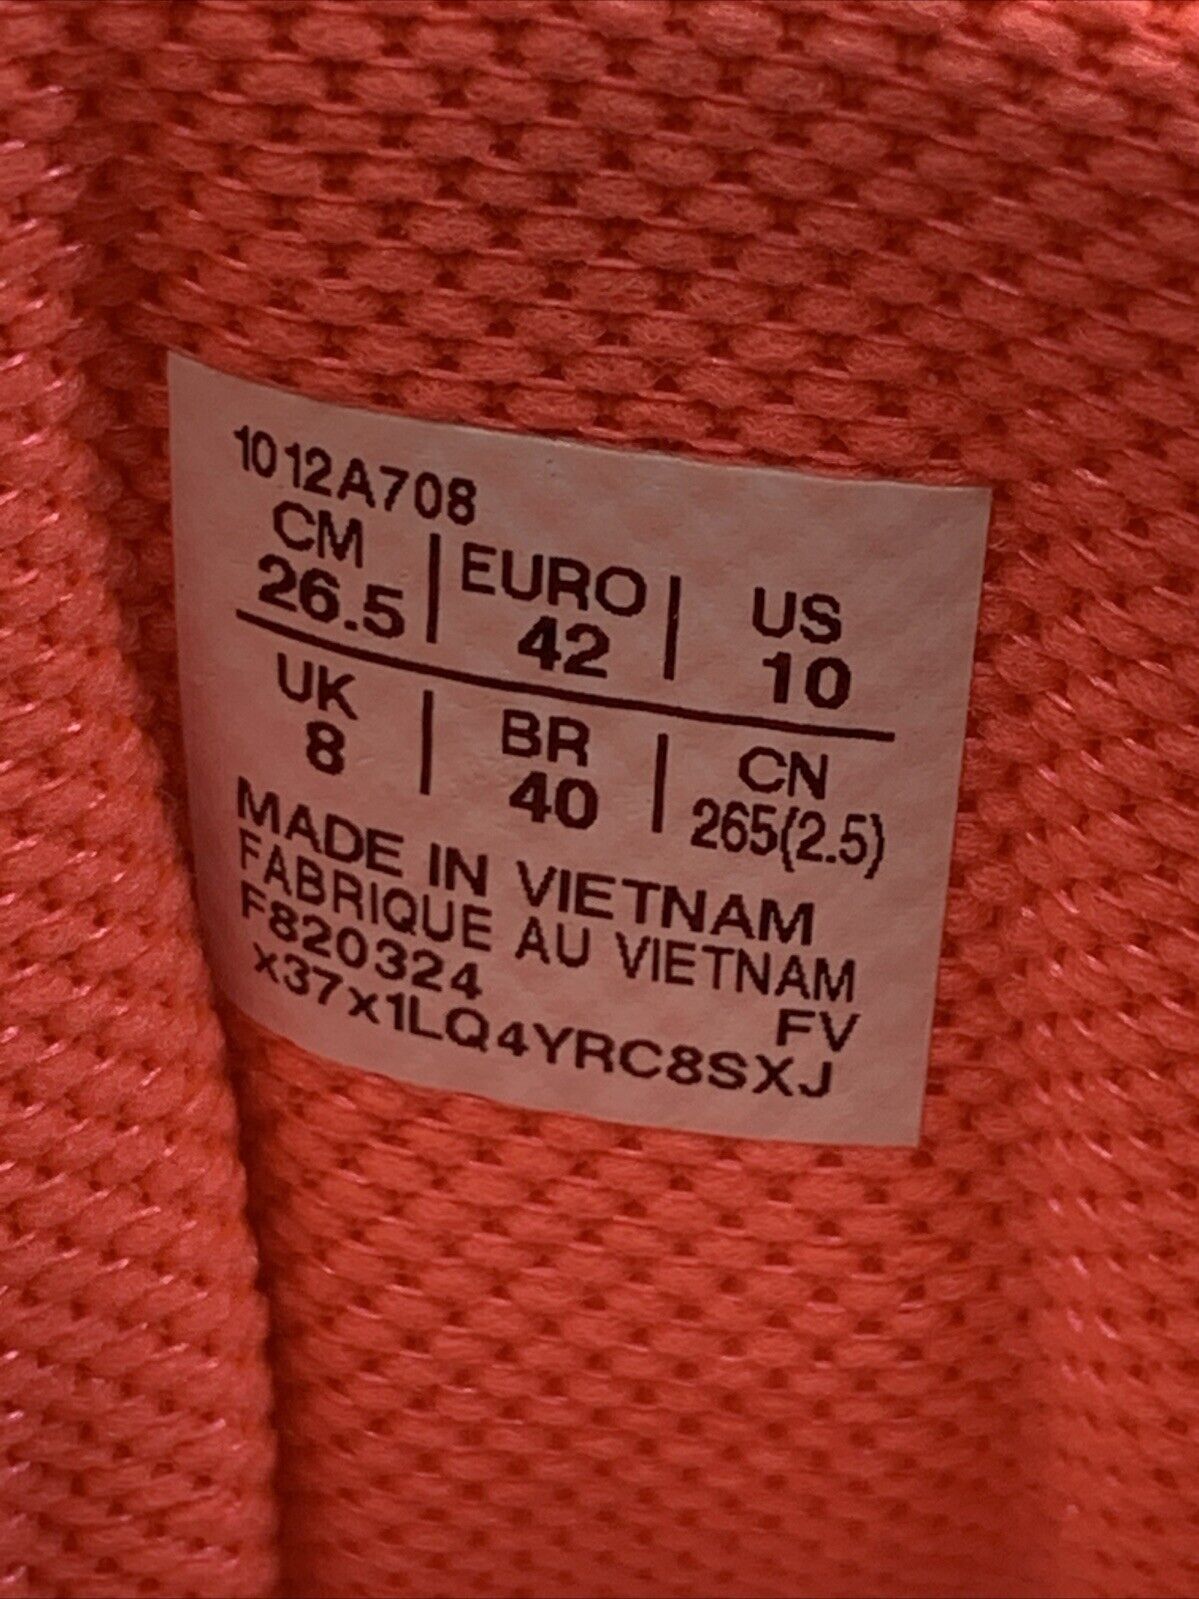 1012A708
CM | EURO | US
26.5 | 42 | 10
UK | BR | CN
8 | 40 | 265(2.5)
MADE IN VIETNAM
FABRIQUE AU VIETNAM
F820324 FV
x37x1LQ4YRC8SXJ